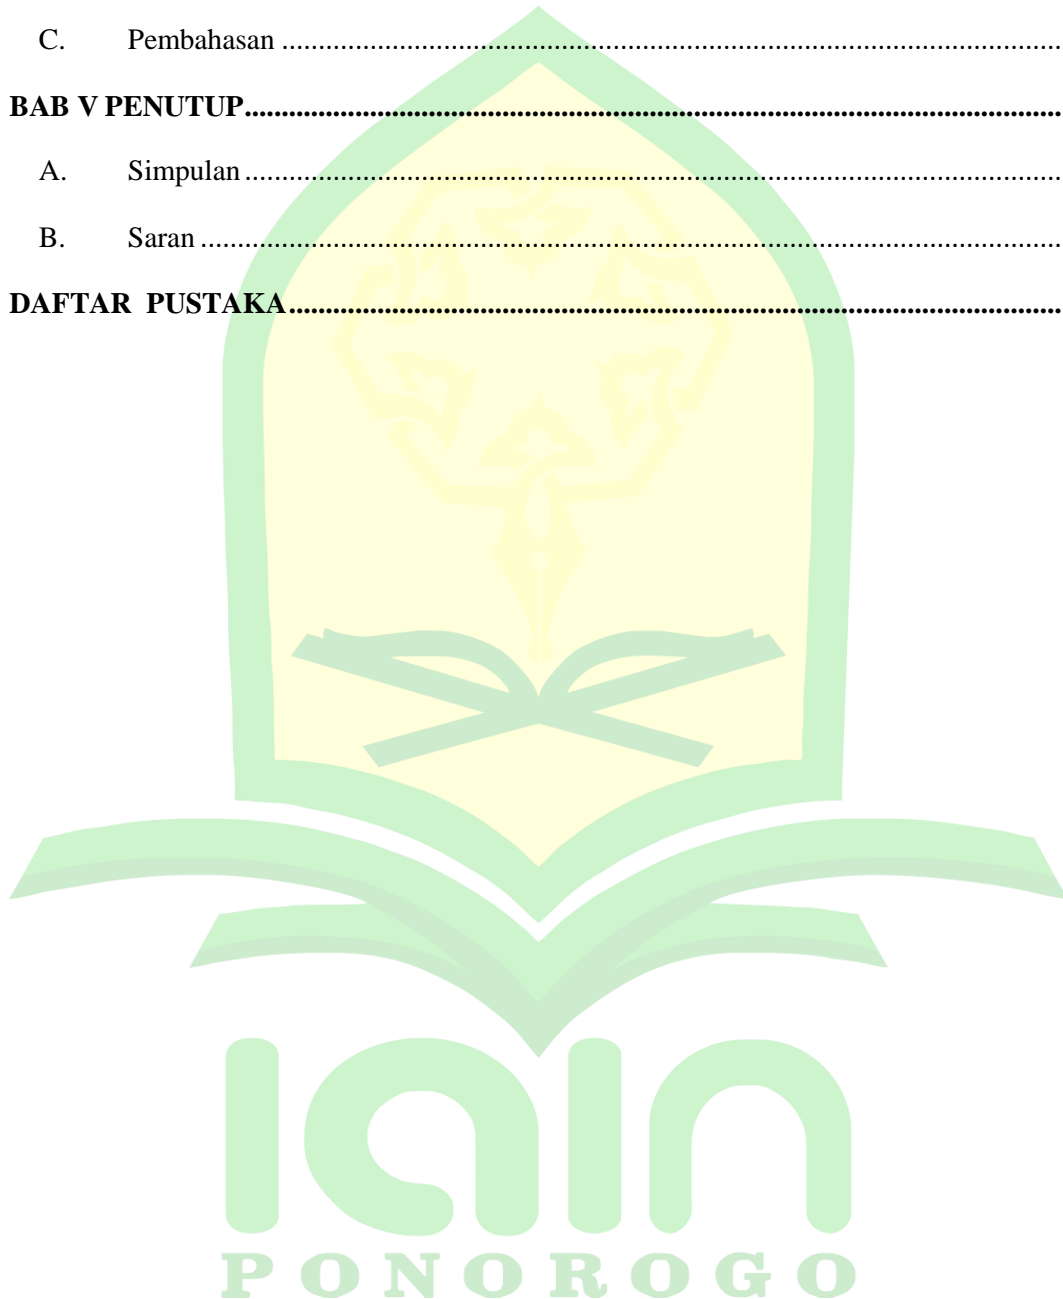 C. Pembahasan ..........................................................................................................
BAB V PENUTUP..............................................................................................................
A. Simpulan ..............................................................................................................
B. Saran ....................................................................................................................
DAFTAR PUSTAKA........................................................................................................
iain
PONOROGO